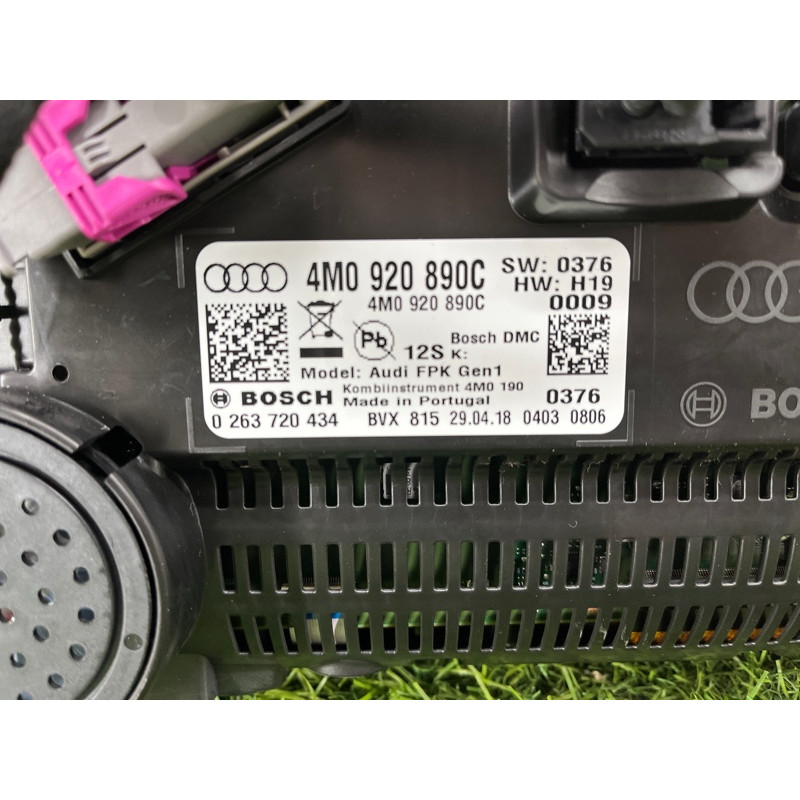 4M0 920 890C SW: 0376
HW: H19
4M0 920 890C 0009
Pb Bosch DMC
12S K:
Model: Audi FPK Gen1
Kombiinstrument 4M0 190
BOSCH Made in Portugal 0376
0 263 720 434 BVX 815 29.04.18 0403 0806
BO